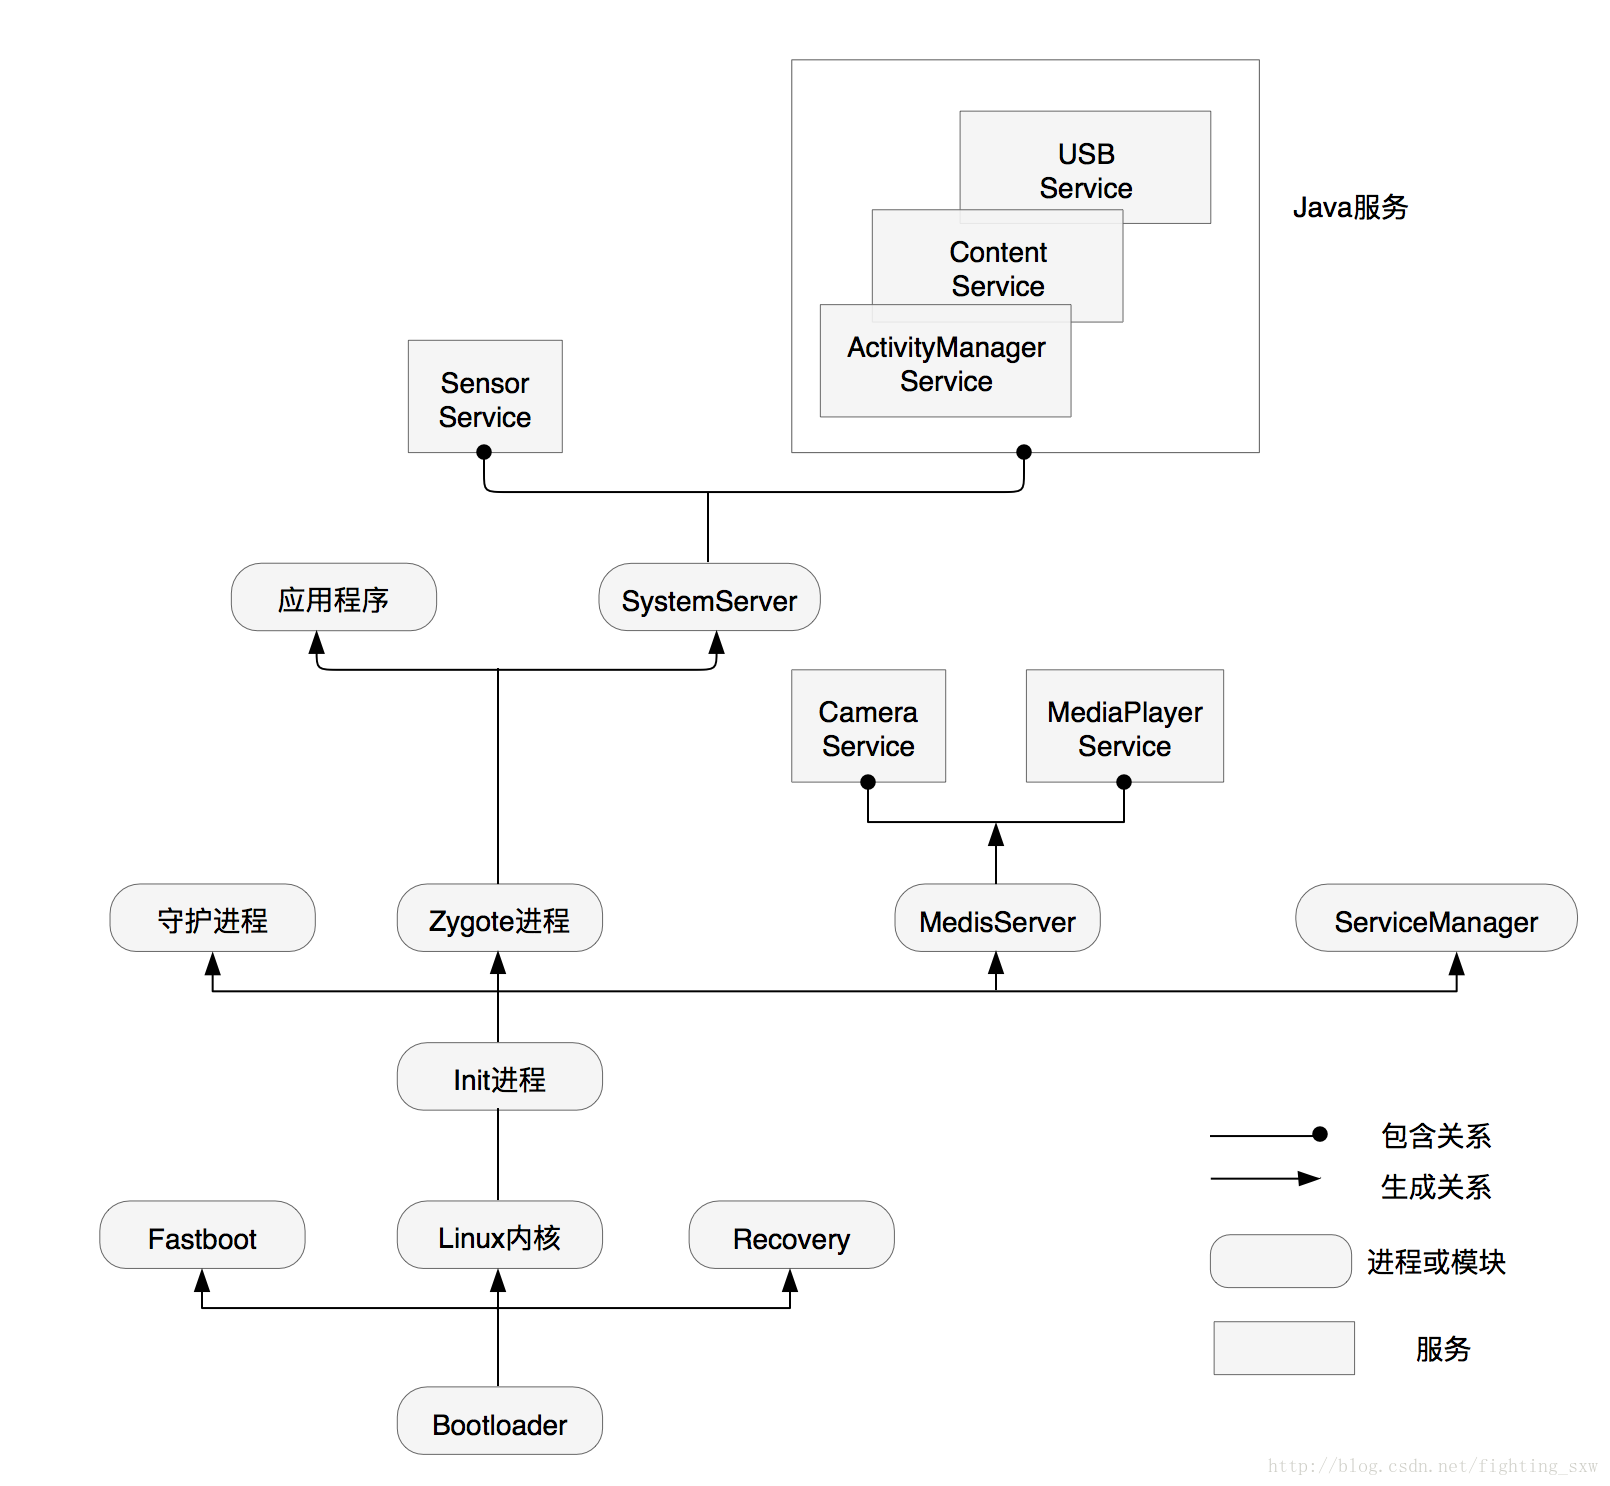 USB
Service
Java服务
Content
Service
ActivityManager
Service
Sensor
Service
应用程序
SystemServer
Camera
Service
MediaPlayer
Service
守护进程
Zygote进程
MedisServer
ServiceManager
Init进程
包含关系
生成关系
Fastboot
Linux内核
Recovery
进程或模块
服务
Bootloader
http://blog.csdn.net/fighting_sxw